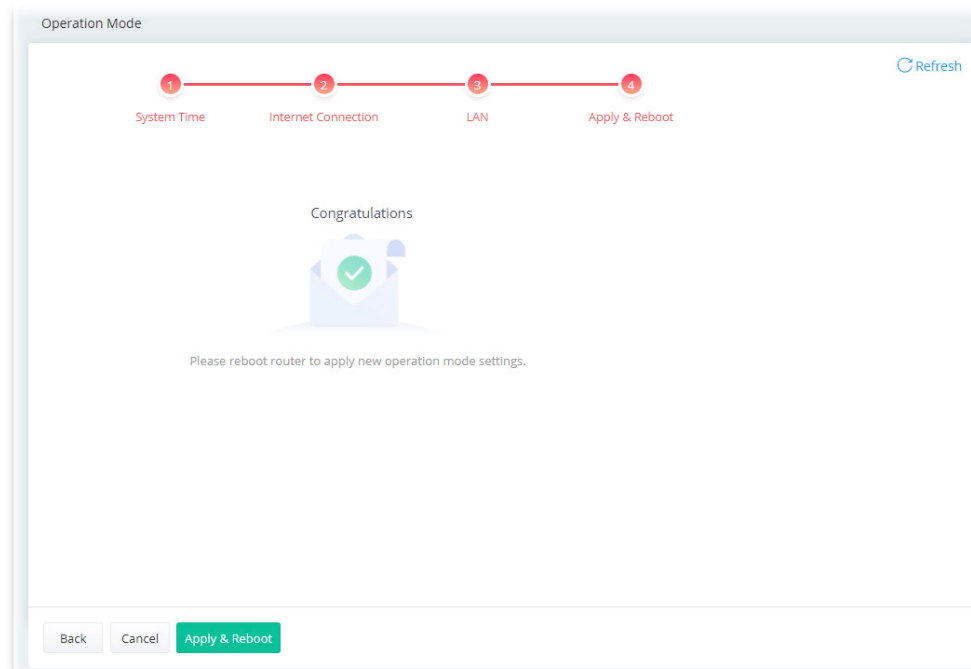 Operation Mode
Refresh
1 2 3 4
System Time Internet Connection LAN Apply & Reboot
Congratulations
Please reboot router to apply new operation mode settings.
Back Cancel Apply & Reboot